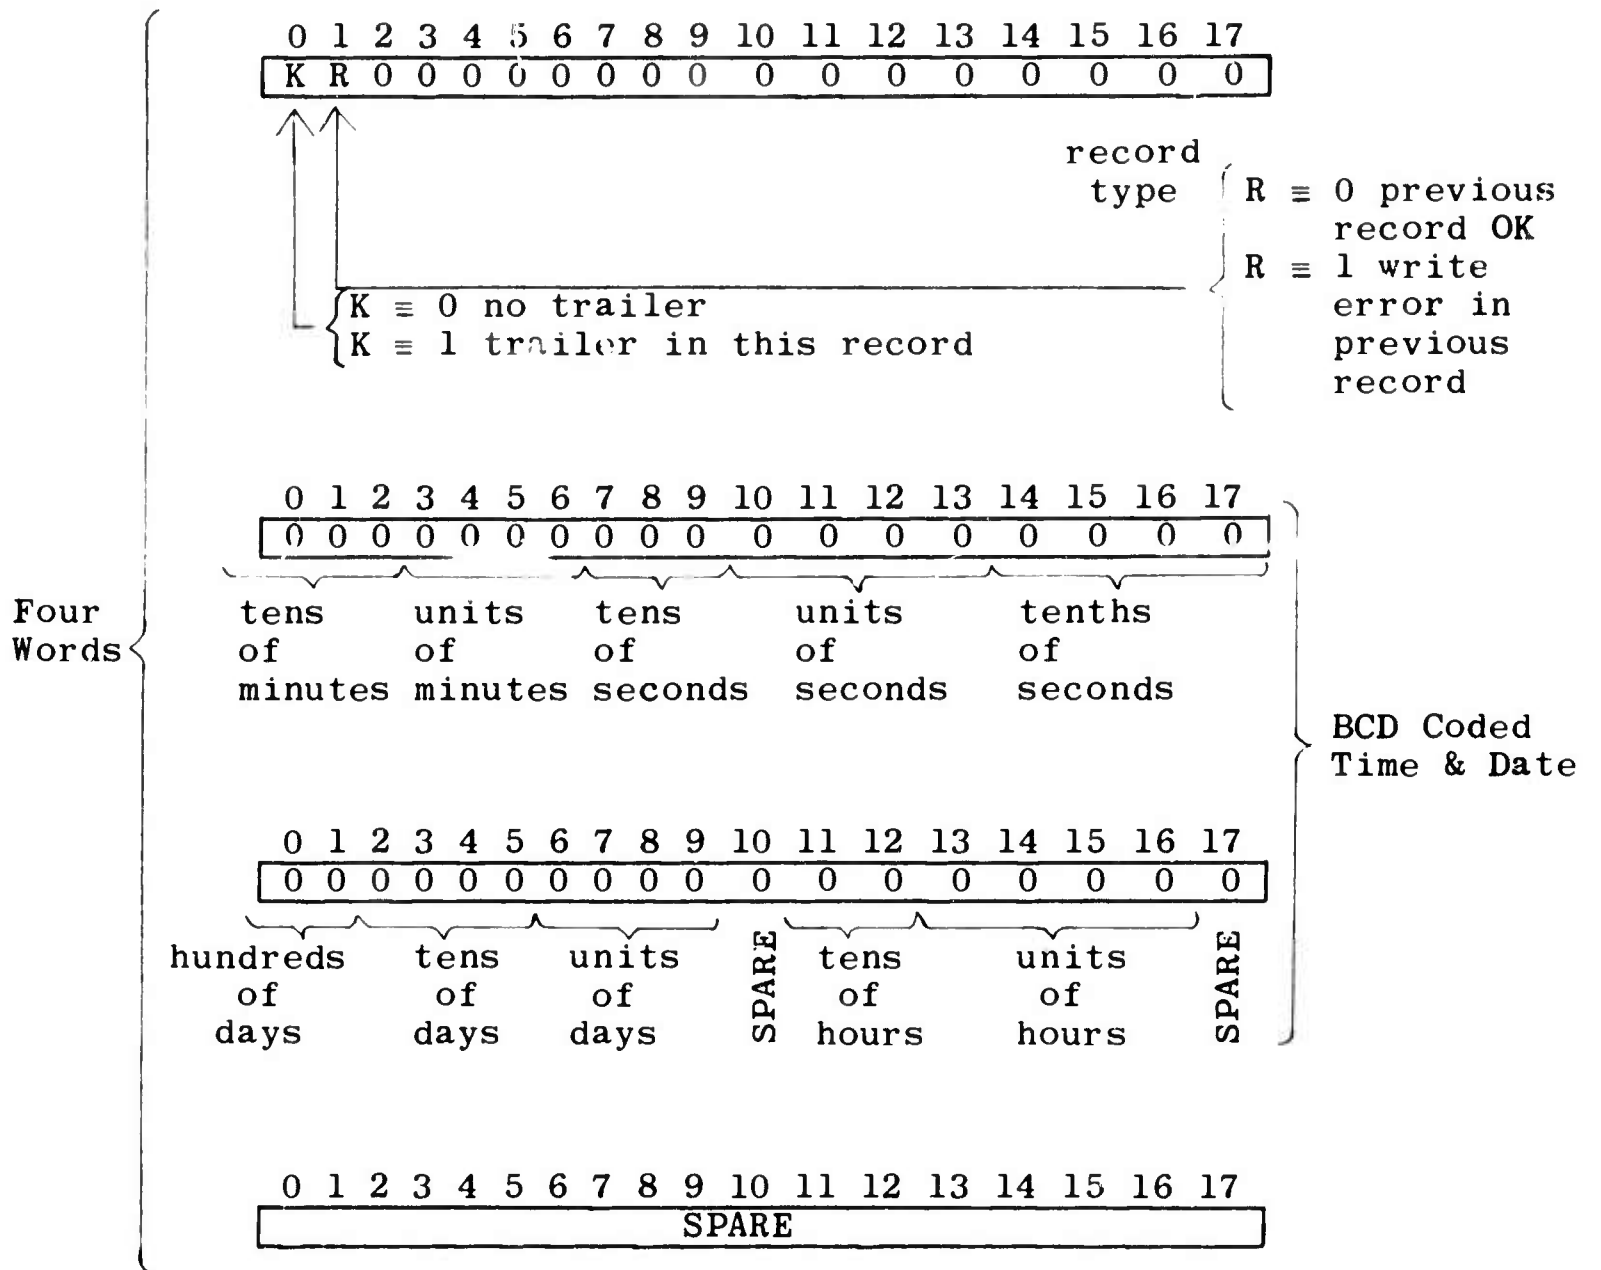 0 1 2 3 4 5 6 7 8 9 10 11 12 13 14 15 16 17
K R 0 0 0 0 0 0 0 0 0 0 0 0 0 0 0 0
record
type
R ≡ 0 previous
record OK
R ≡ 1 write
error in
previous
record
K ≡ 0 no trailer
K ≡ 1 trailer in this record
0 1 2 3 4 5 6 7 8 9 10 11 12 13 14 15 16 17
0 0 0 0 0 0 0 0 0 0 0 0 0 0 0 0 0 0
tens
of
minutes
units
of
minutes
tens
of
seconds
units
of
seconds
tenths
of
seconds
Four
Words
BCD Coded
Time & Date
0 1 2 3 4 5 6 7 8 9 10 11 12 13 14 15 16 17
0 0 0 0 0 0 0 0 0 0 0 0 0 0 0 0 0 0
hundreds
of
days
tens
of
days
units
of
days
SPARE
tens
of
hours
units
of
hours
SPARE
0 1 2 3 4 5 6 7 8 9 10 11 12 13 14 15 16 17
SPARE